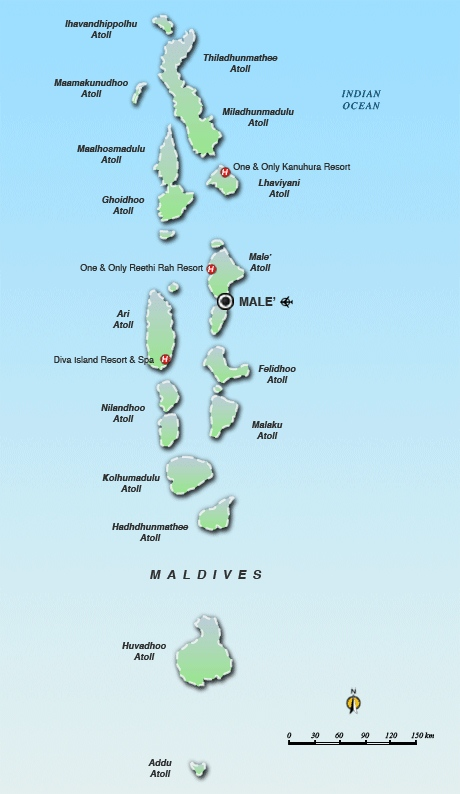 Ihavandhippolhu
Atoll
Thiladhunmathee
Atoll
Maamakunudhoo
Atoll
INDIAN
OCEAN
Miladhunmadulu
Atoll
Maalhosmadulu
Atoll
One & Only Kanuhura Resort
H
Lhaviyani
Atoll
Ghoidhoo
Atoll
Male'
Atoll
One & Only Reethi Rah Resort
H
MALE'
Ari
Atoll
Diva Island Resort & Spa
H
Felidhoo
Atoll
Nilandhoo
Atoll
Malaku
Atoll
Kolhumadulu
Atoll
Hadhdhunmathee
Atoll
MALDIVES
Huvadhoo
Atoll
N
0 30 60 90 120 150 km
Addu
Atoll